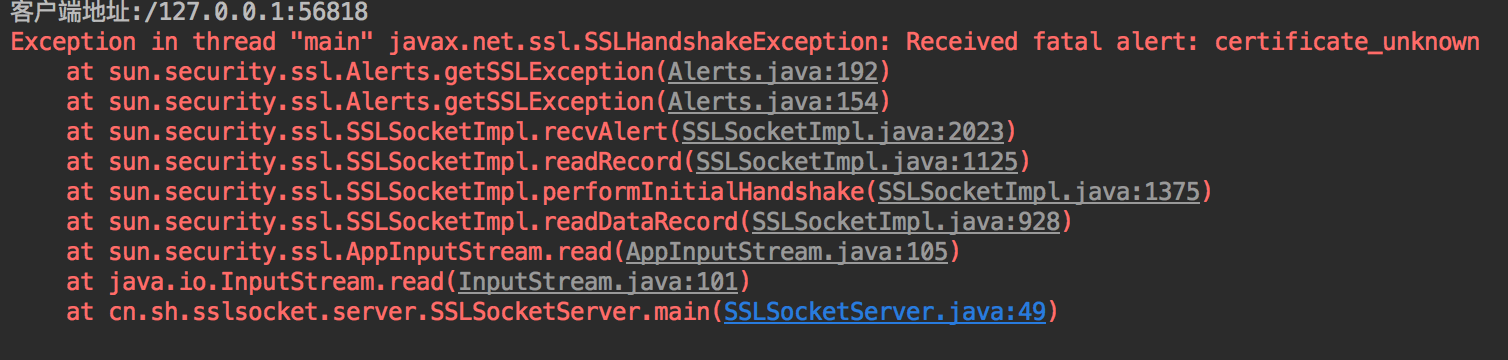 客户端地址:/127.0.0.1:56818
Exception in thread "main" javax.net.ssl.SSLHandshakeException: Received fatal alert: certificate_unknown
at sun.security.ssl.Alerts.getSSLException(Alerts.java:192)
at sun.security.ssl.Alerts.getSSLException(Alerts.java:154)
at sun.security.ssl.SSLSocketImpl.recvAlert(SSLSocketImpl.java:2023)
at sun.security.ssl.SSLSocketImpl.readRecord(SSLSocketImpl.java:1125)
at sun.security.ssl.SSLSocketImpl.performInitialHandshake(SSLSocketImpl.java:1375)
at sun.security.ssl.SSLSocketImpl.readDataRecord(SSLSocketImpl.java:928)
at sun.security.ssl.AppInputStream.read(AppInputStream.java:105)
at java.io.InputStream.read(InputStream.java:101)
at cn.sh.sslsocket.server.SSLSocketServer.main(SSLSocketServer.java:49)